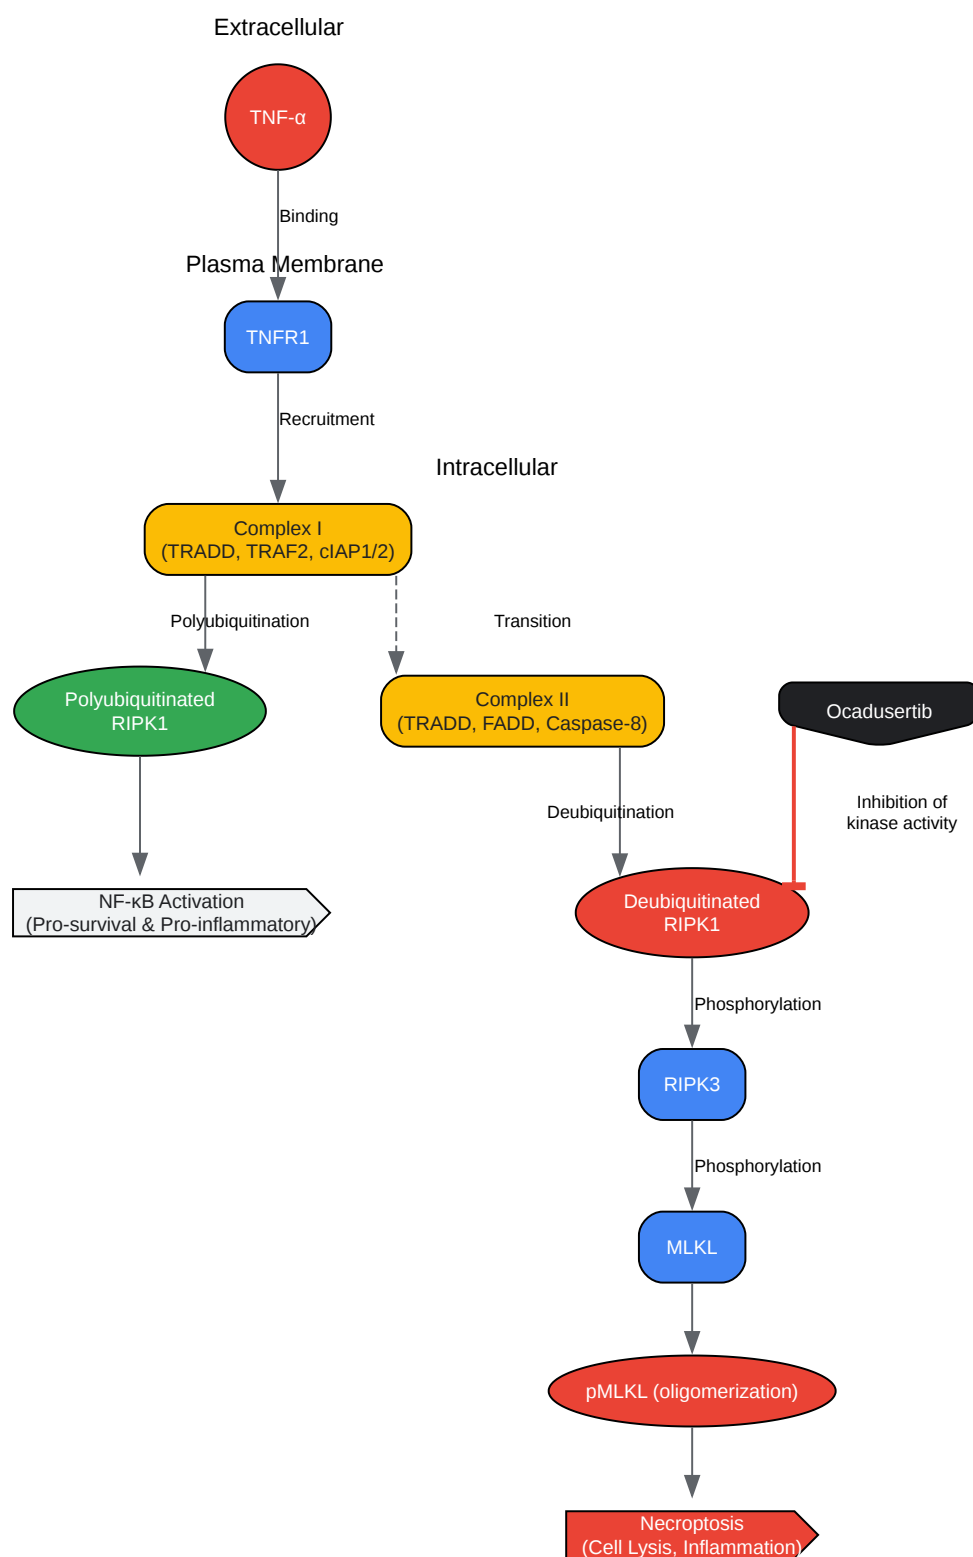 Extracellular
TNF-α
Binding
Plasma Membrane
TNFR1
Recruitment
Intracellular
Complex I
(TRADD, TRAF2, cIAP1/2)
Polyubiquitination
Transition
Polyubiquitinated
RIPK1
Complex II
(TRADD, FADD, Caspase-8)
Ocadusertib
Inhibition of
kinase activity
Deubiquitination
NF-κB Activation
(Pro-survival & Pro-inflammatory)
Deubiquitinated
RIPK1
Phosphorylation
RIPK3
Phosphorylation
MLKL
pMLKL (oligomerization)
Necroptosis
(Cell Lysis, Inflammation)